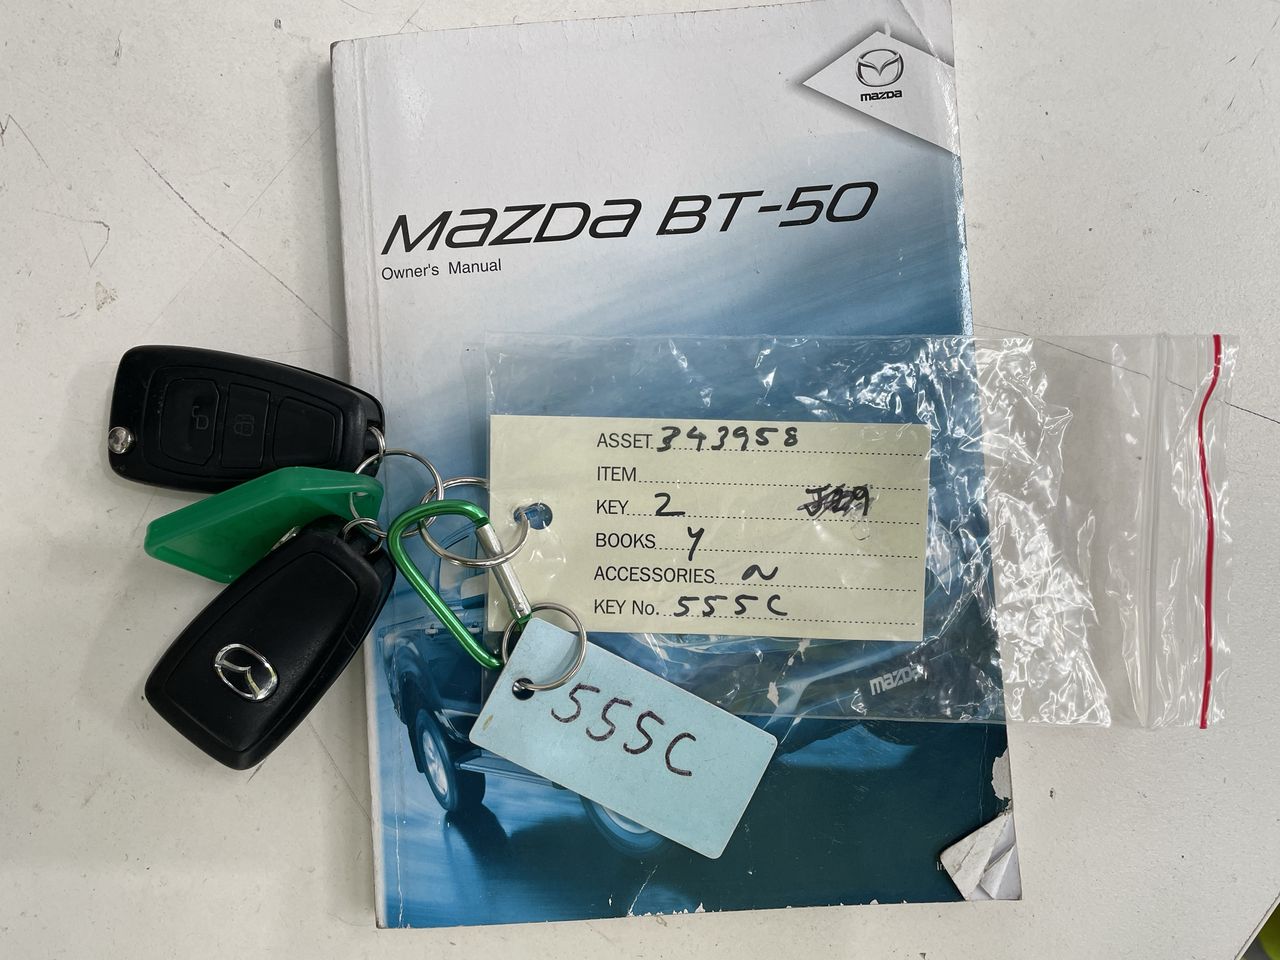 mazda
mazda BT-50
Owner's Manual
ASSET 343958
ITEM
KEY 2
BOOKS Y
ACCESSORIES ~
KEY No. 555C
mazda
555C